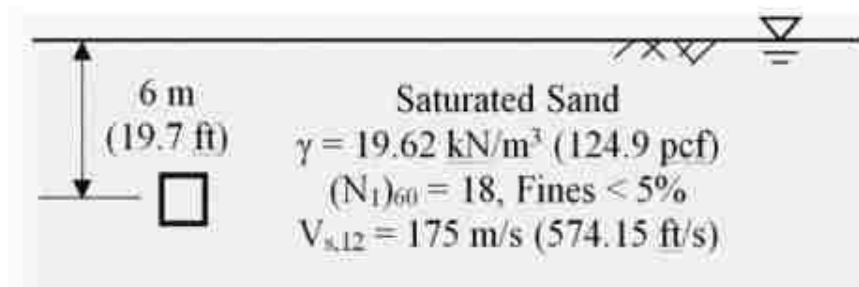 6 m
(19.7 ft)
Saturated Sand
γ = 19.62 kN/m³ (124.9 pcf)
(N₁)₆₀ = 18, Fines < 5%
Vₛ,₁₂ = 175 m/s (574.15 ft/s)